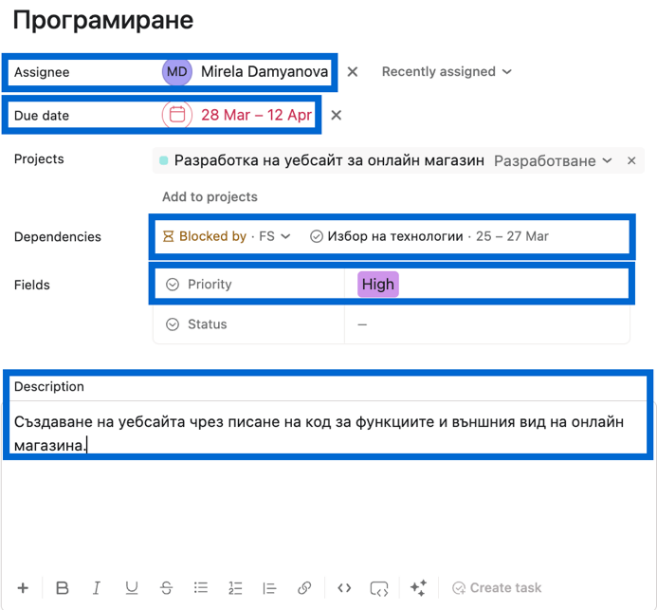 Програмиране
Assignee MD Mirela Damyanova Recently assigned
Due date 28 Mar – 12 Apr
Projects Разработка на уебсайт за онлайн магазин Разработване
Add to projects
Dependencies Blocked by · FS Избор на технологии · 25 – 27 Mar
Fields Priority High
Status –
Description
Създаване на уебсайта чрез писане на код за функциите и външния вид на онлайн
магазина.
B I U S Create task